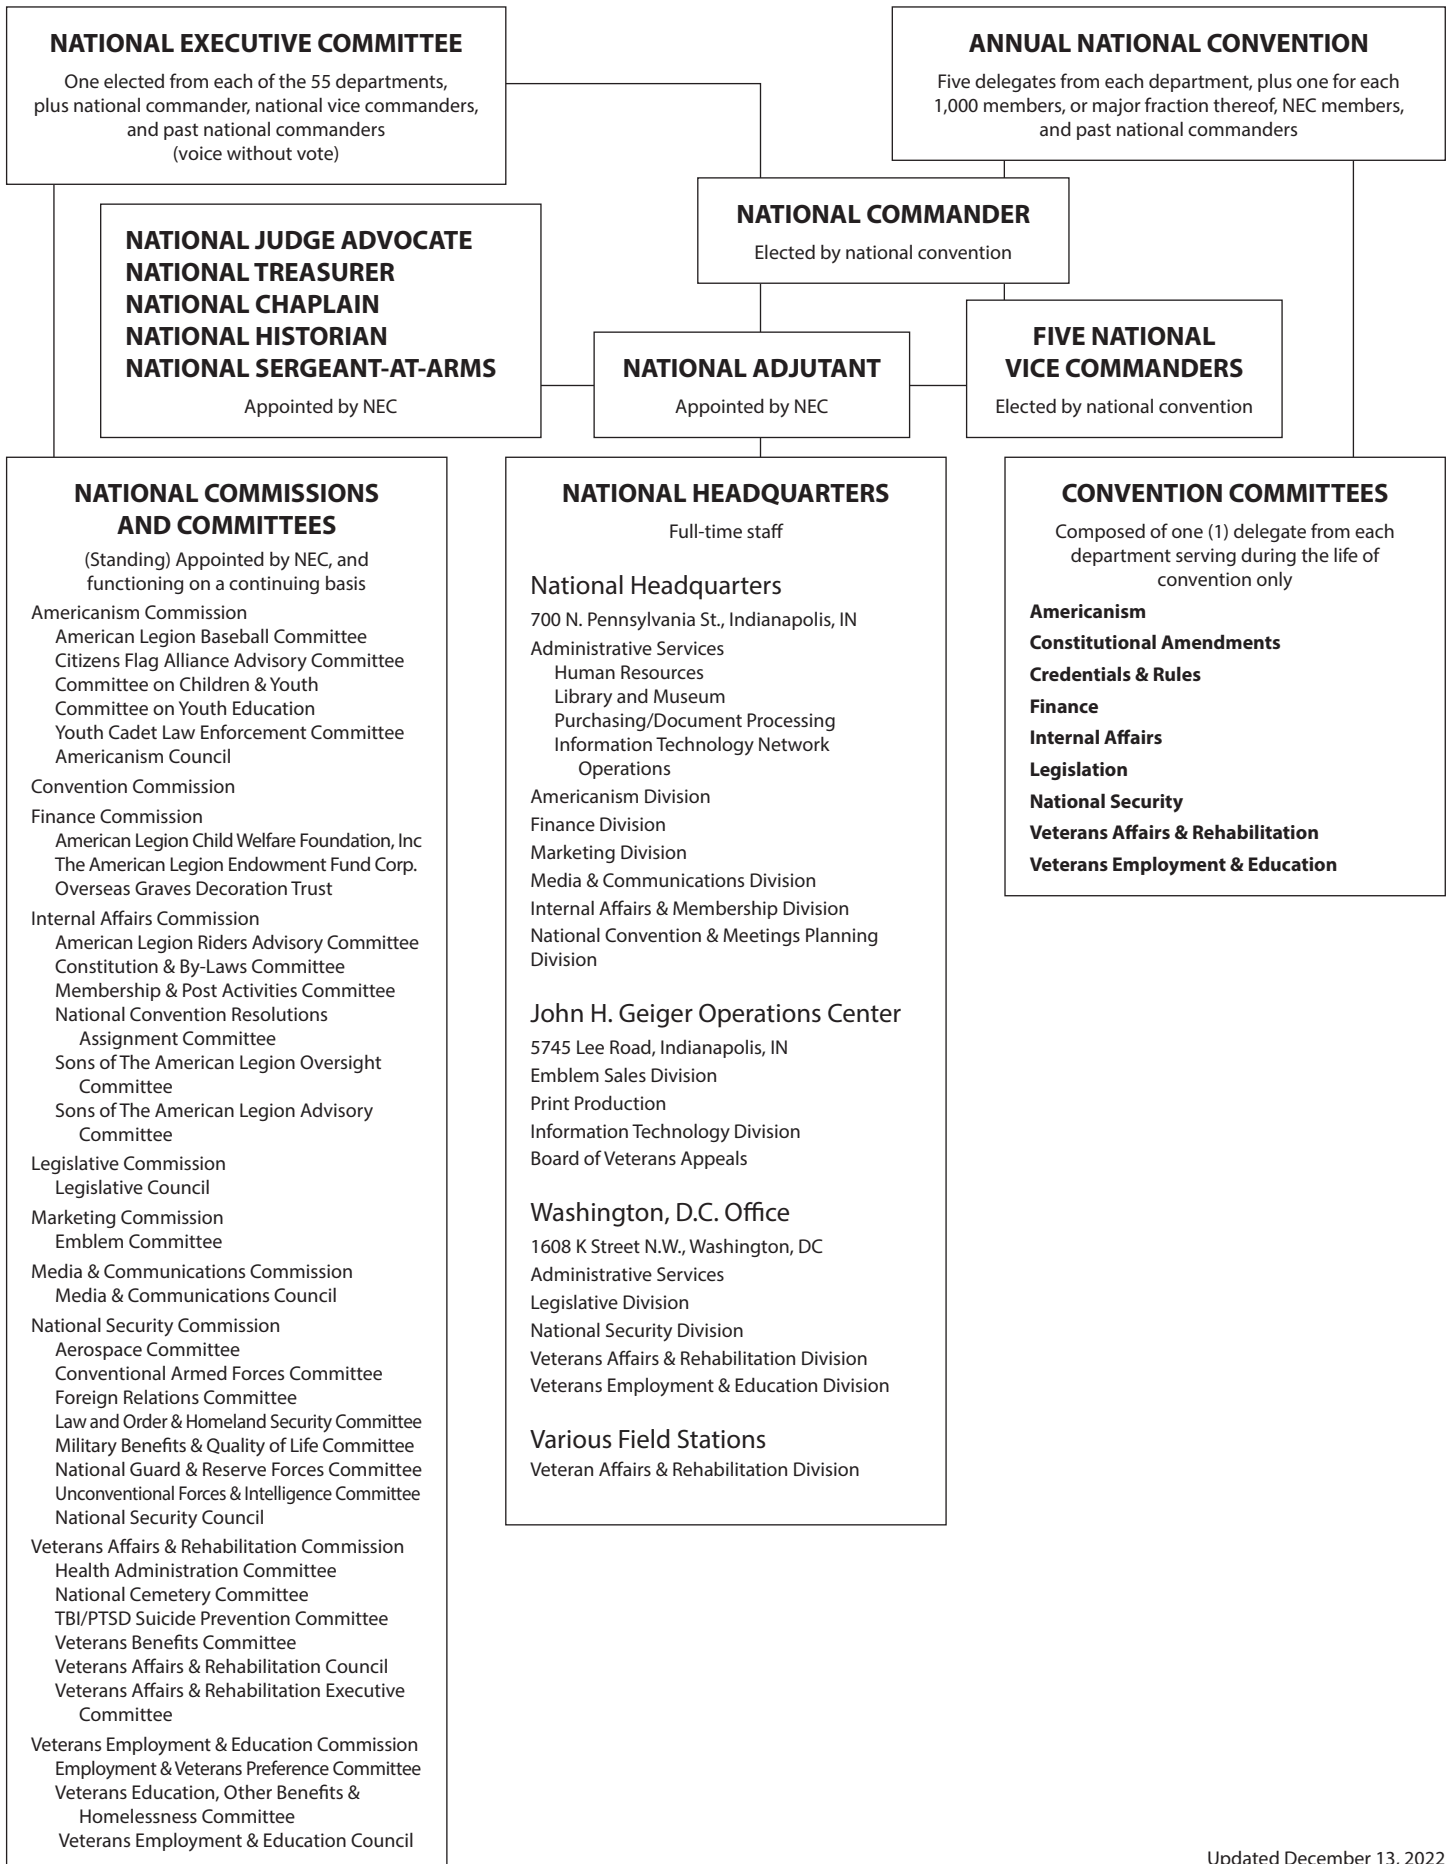 NATIONAL EXECUTIVE COMMITTEE
One elected from each of the 55 departments,
plus national commander, national vice commanders,
and past national commanders
(voice without vote)
ANNUAL NATIONAL CONVENTION
Five delegates from each department, plus one for each
1,000 members, or major fraction thereof, NEC members,
and past national commanders
NATIONAL COMMANDER
Elected by national convention
NATIONAL JUDGE ADVOCATE
NATIONAL TREASURER
NATIONAL CHAPLAIN
NATIONAL HISTORIAN
NATIONAL SERGEANT-AT-ARMS
Appointed by NEC
NATIONAL ADJUTANT
Appointed by NEC
FIVE NATIONAL
VICE COMMANDERS
Elected by national convention
NATIONAL COMMISSIONS
AND COMMITTEES
(Standing) Appointed by NEC, and
functioning on a continuing basis
Americanism Commission
American Legion Baseball Committee
Citizens Flag Alliance Advisory Committee
Committee on Children & Youth
Committee on Youth Education
Youth Cadet Law Enforcement Committee
Americanism Council
Convention Commission
Finance Commission
American Legion Child Welfare Foundation, Inc
The American Legion Endowment Fund Corp.
Overseas Graves Decoration Trust
Internal Affairs Commission
American Legion Riders Advisory Committee
Constitution & By-Laws Committee
Membership & Post Activities Committee
National Convention Resolutions
Assignment Committee
Sons of The American Legion Oversight
Committee
Sons of The American Legion Advisory
Committee
Legislative Commission
Legislative Council
Marketing Commission
Emblem Committee
Media & Communications Commission
Media & Communications Council
National Security Commission
Aerospace Committee
Conventional Armed Forces Committee
Foreign Relations Committee
Law and Order & Homeland Security Committee
Military Benefits & Quality of Life Committee
National Guard & Reserve Forces Committee
Unconventional Forces & Intelligence Committee
National Security Council
Veterans Affairs & Rehabilitation Commission
Health Administration Committee
National Cemetery Committee
TBI/PTSD Suicide Prevention Committee
Veterans Benefits Committee
Veterans Affairs & Rehabilitation Council
Veterans Affairs & Rehabilitation Executive
Committee
Veterans Employment & Education Commission
Employment & Veterans Preference Committee
Veterans Education, Other Benefits &
Homelessness Committee
Veterans Employment & Education Council
NATIONAL HEADQUARTERS
Full-time staff
National Headquarters
700 N. Pennsylvania St., Indianapolis, IN
Administrative Services
Human Resources
Library and Museum
Purchasing/Document Processing
Information Technology Network
Operations
Americanism Division
Finance Division
Marketing Division
Media & Communications Division
Internal Affairs & Membership Division
National Convention & Meetings Planning
Division
John H. Geiger Operations Center
5745 Lee Road, Indianapolis, IN
Emblem Sales Division
Print Production
Information Technology Division
Board of Veterans Appeals
Washington, D.C. Office
1608 K Street N.W., Washington, DC
Administrative Services
Legislative Division
National Security Division
Veterans Affairs & Rehabilitation Division
Veterans Employment & Education Division
Various Field Stations
Veteran Affairs & Rehabilitation Division
CONVENTION COMMITTEES
Composed of one (1) delegate from each
department serving during the life of
convention only
Americanism
Constitutional Amendments
Credentials & Rules
Finance
Internal Affairs
Legislation
National Security
Veterans Affairs & Rehabilitation
Veterans Employment & Education
Updated December 13, 2022